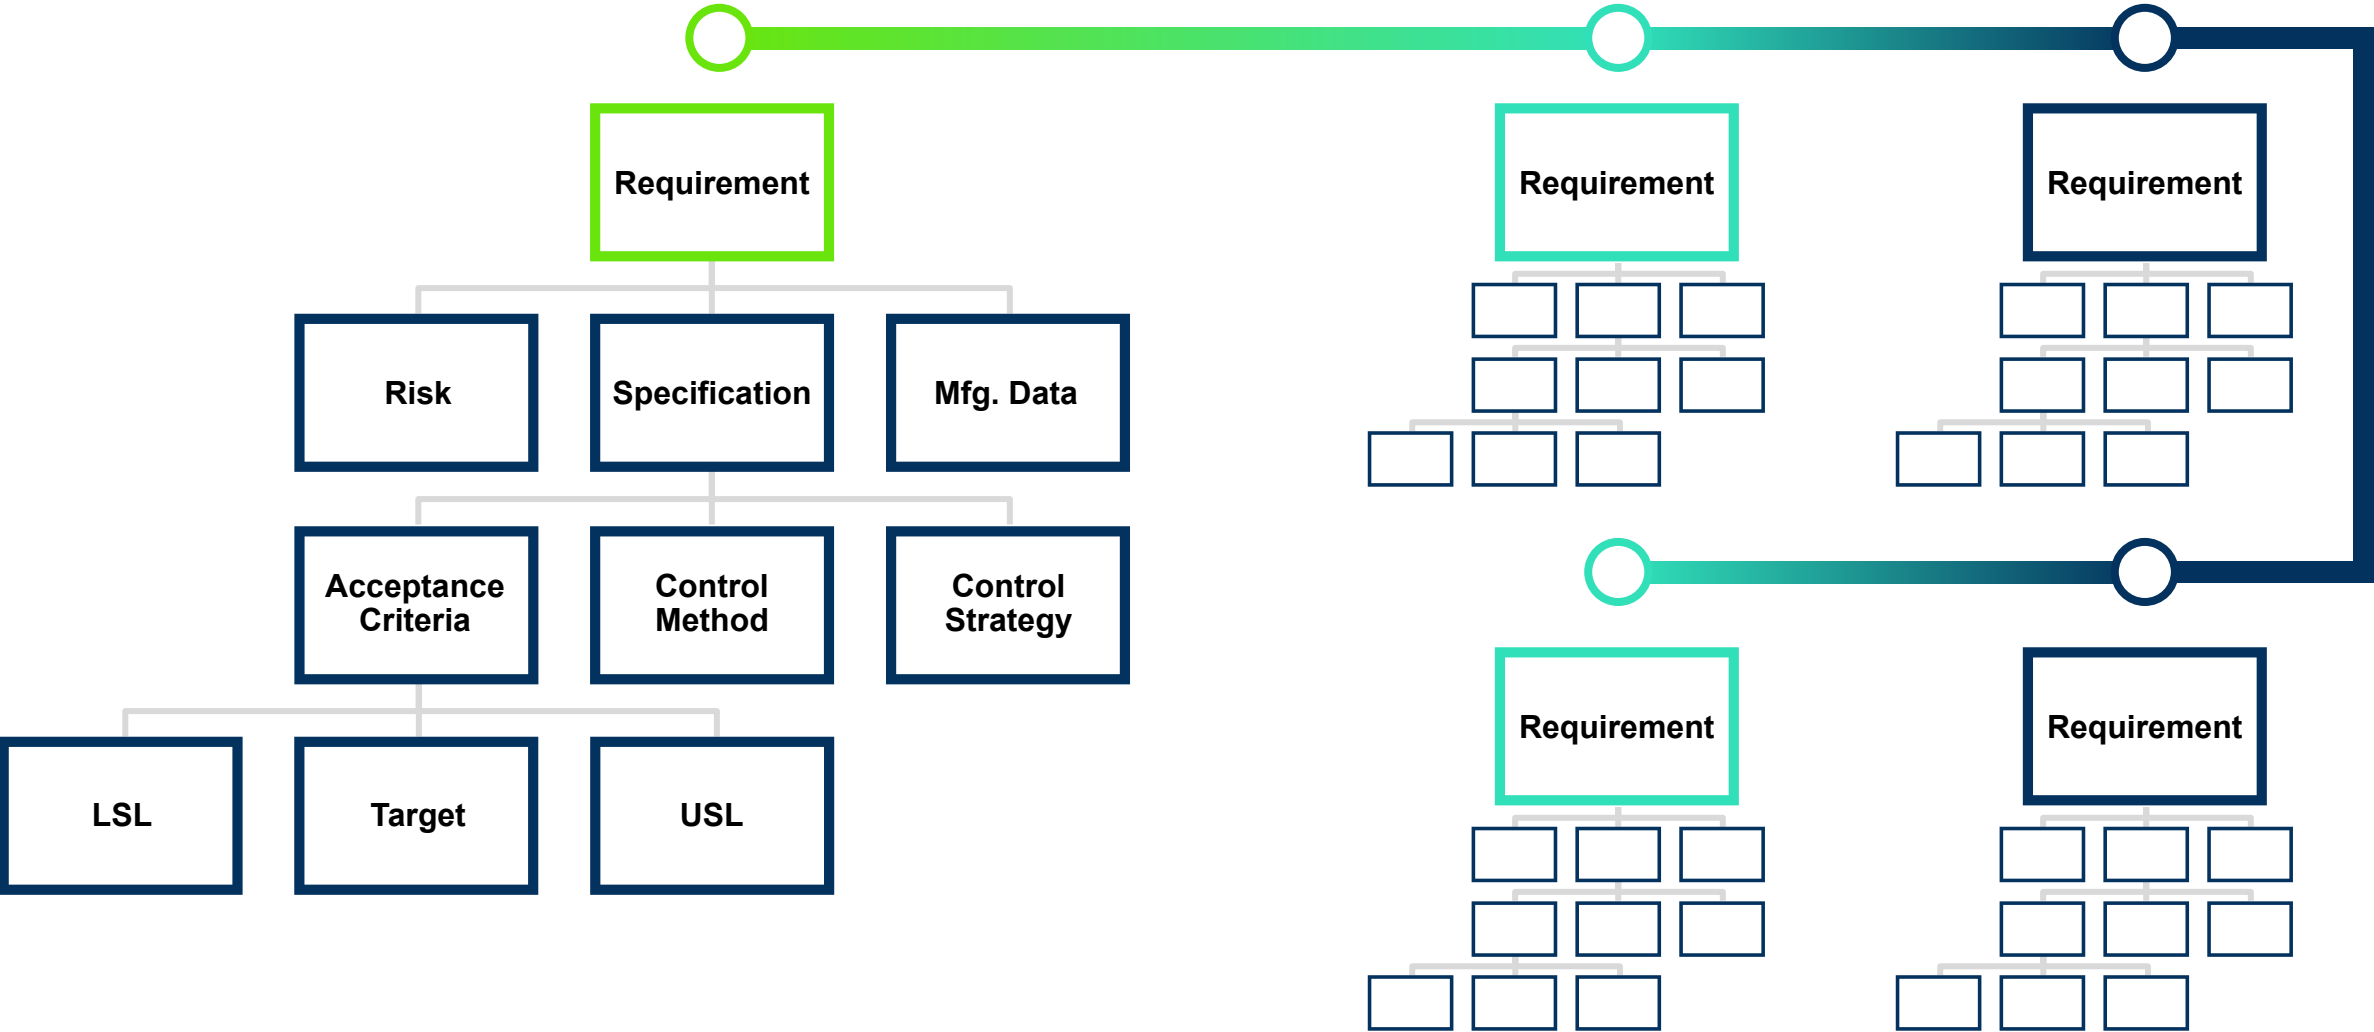 Requirement
Requirement
Requirement
Risk
Specification
Mfg. Data
Acceptance
Criteria
Control
Method
Control
Strategy
LSL
Target
USL
Requirement
Requirement